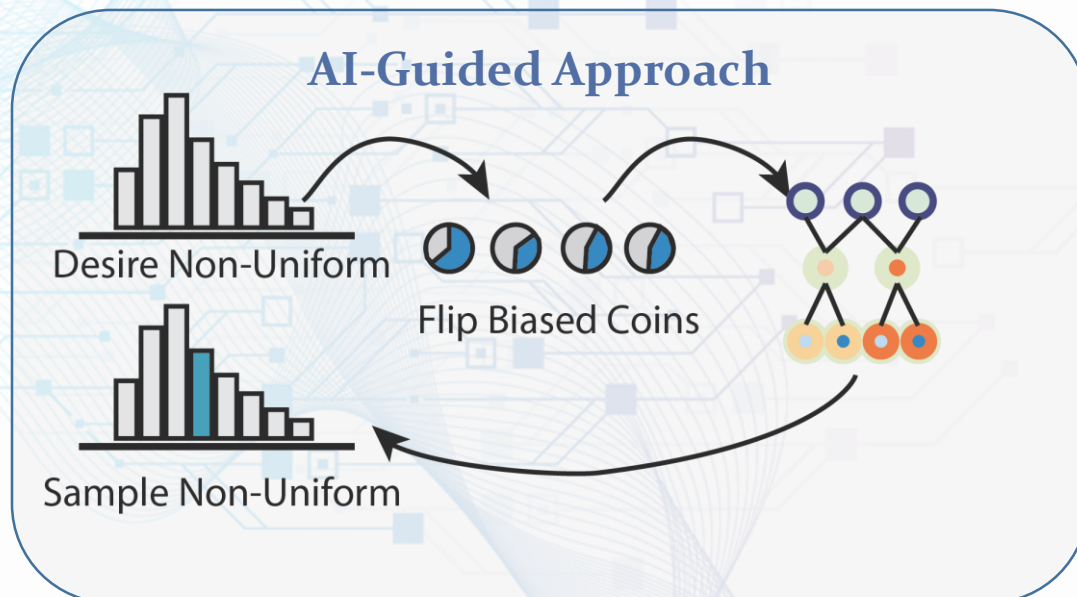 AI-Guided Approach
Desire Non-Uniform
Flip Biased Coins
Sample Non-Uniform